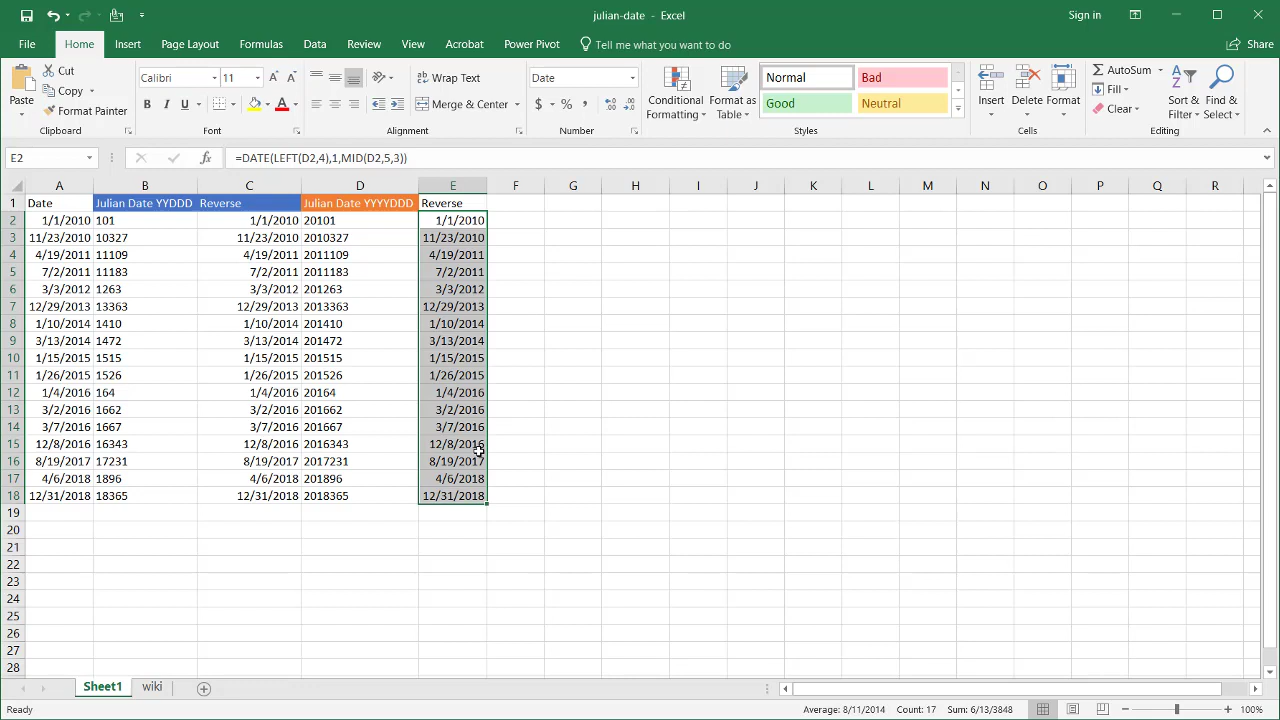 julian-date - Excel
Sign in
File Home Insert Page Layout Formulas Data Review View Acrobat Power Pivot Tell me what you want to do Share
Paste Cut Copy Format Painter
Calibri 11
B I U
Wrap Text
Merge & Center
Date
$ % ,
Conditional Formatting
Format as Table
Normal Bad
Good Neutral
Insert Delete Format
AutoSum
Fill
Clear
Sort & Filter
Find & Select
Clipboard Font Alignment Number Styles Cells Editing
E2 fx =DATE(LEFT(D2,4),1,MID(D2,5,3))
A B C D E F G H I J K L M N O P Q R
1 Date Julian Date YYDDD Reverse Julian Date YYYYDDD Reverse
2 1/1/2010 101 1/1/2010 20101 1/1/2010
3 11/23/2010 10327 11/23/2010 2010327 11/23/2010
4 4/19/2011 11109 4/19/2011 2011109 4/19/2011
5 7/2/2011 11183 7/2/2011 2011183 7/2/2011
6 3/3/2012 1263 3/3/2012 201263 3/3/2012
7 12/29/2013 13363 12/29/2013 2013363 12/29/2013
8 1/10/2014 1410 1/10/2014 201410 1/10/2014
9 3/13/2014 1472 3/13/2014 201472 3/13/2014
10 1/15/2015 1515 1/15/2015 201515 1/15/2015
11 1/26/2015 1526 1/26/2015 201526 1/26/2015
12 1/4/2016 164 1/4/2016 20164 1/4/2016
13 3/2/2016 1662 3/2/2016 201662 3/2/2016
14 3/7/2016 1667 3/7/2016 201667 3/7/2016
15 12/8/2016 16343 12/8/2016 2016343 12/8/2016
16 8/19/2017 17231 8/19/2017 2017231 8/19/2017
17 4/6/2018 1896 4/6/2018 201896 4/6/2018
18 12/31/2018 18365 12/31/2018 2018365 12/31/2018
19
20
21
22
23
24
25
26
27
28
Sheet1 wiki
Ready Average: 8/11/2014 Count: 17 Sum: 6/13/3848 100%